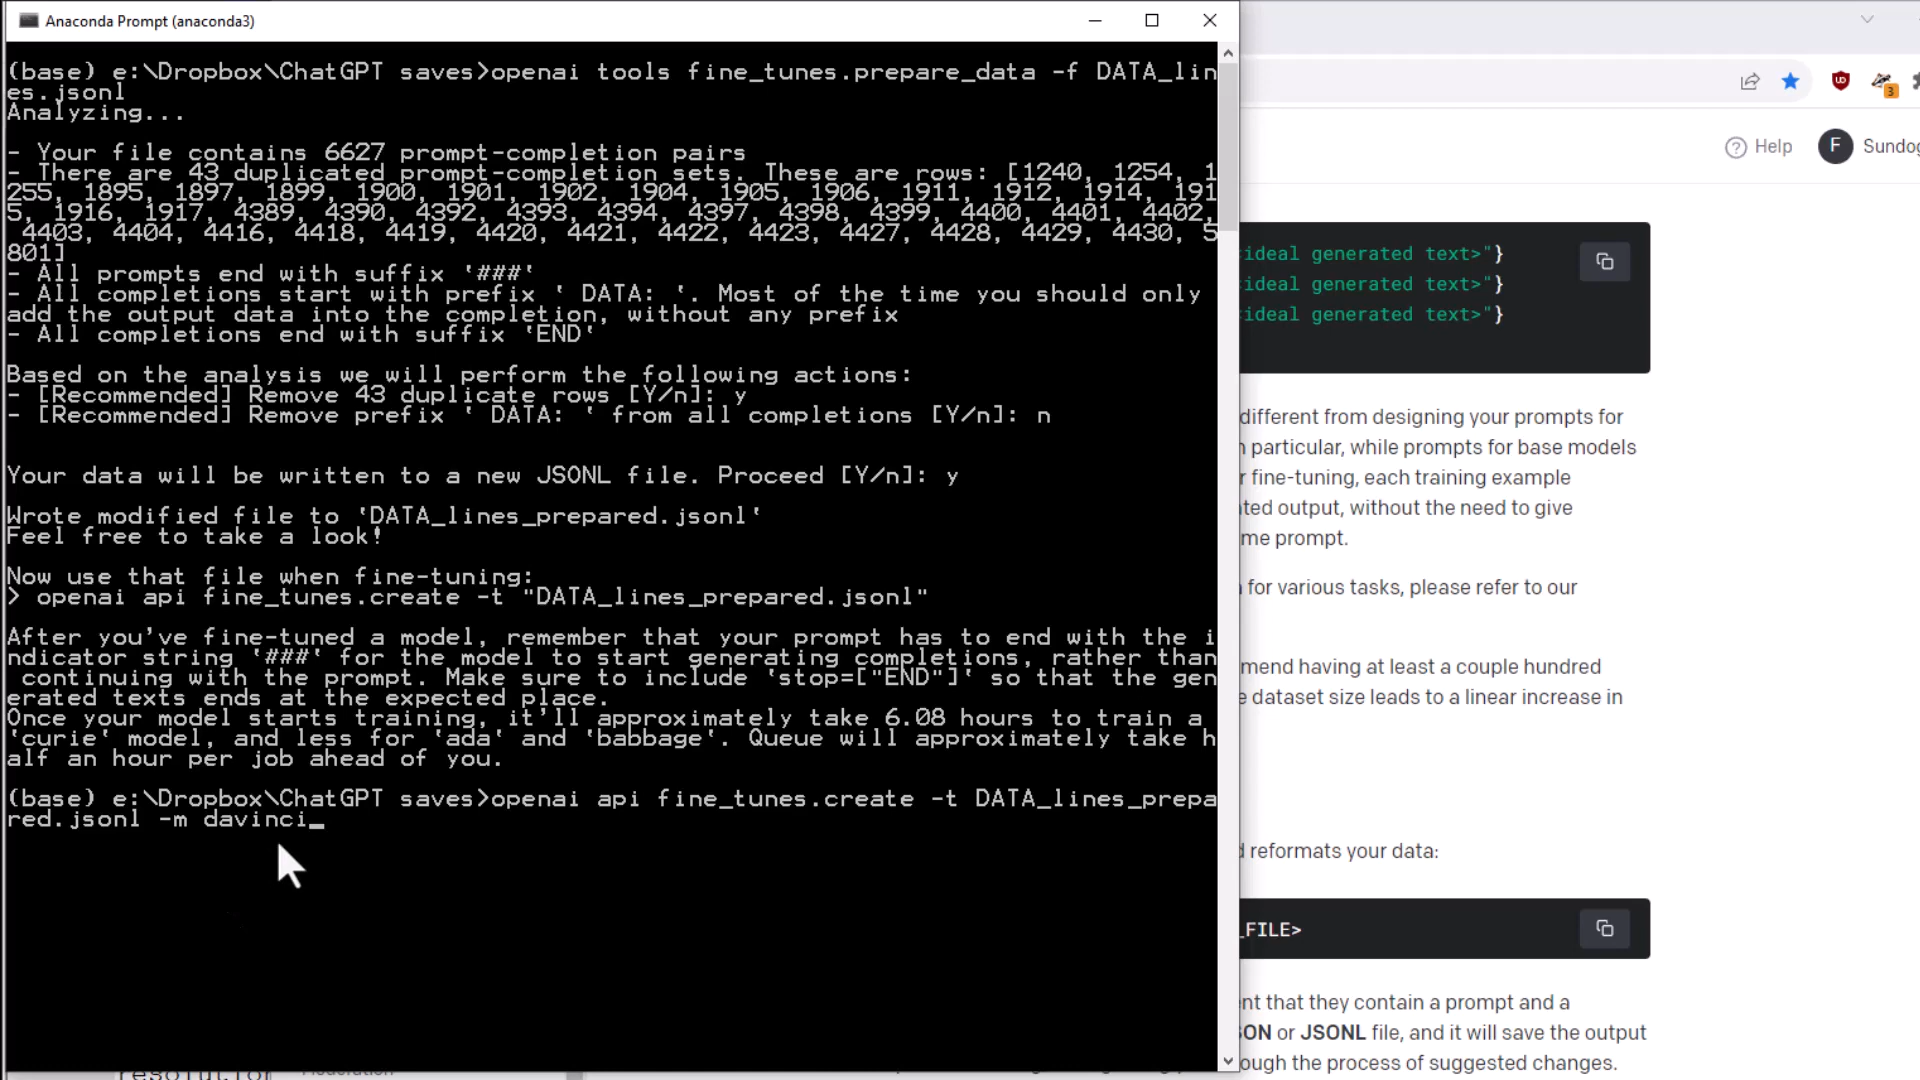 Anaconda Prompt (anaconda3)
(base) e:\Dropbox\ChatGPT saves>openai tools fine_tunes.prepare_data -f DATA_lin
es.jsonl
Analyzing...
- Your file contains 6627 prompt-completion pairs
- There are 43 duplicated prompt-completion sets. These are rows: [1240, 1254, 1
255, 1895, 1897, 1899, 1900, 1901, 1902, 1904, 1905, 1906, 1911, 1912, 1914, 191
5, 1916, 1917, 4389, 4390, 4392, 4393, 4394, 4397, 4398, 4399, 4400, 4401, 4402,
4403, 4404, 4416, 4418, 4419, 4420, 4421, 4422, 4423, 4427, 4428, 4429, 4430, 5
801]
- All prompts end with suffix '###'
- All completions start with prefix ' DATA: '. Most of the time you should only
add the output data into the completion, without any prefix
- All completions end with suffix 'END'
Based on the analysis we will perform the following actions:
- [Recommended] Remove 43 duplicate rows [Y/n]: y
- [Recommended] Remove prefix ' DATA: ' from all completions [Y/n]: n
Your data will be written to a new JSONL file. Proceed [Y/n]: y
Wrote modified file to 'DATA_lines_prepared.jsonl'
Feel free to take a look!
Now use that file when fine-tuning:
> openai api fine_tunes.create -t "DATA_lines_prepared.jsonl"
After you've fine-tuned a model, remember that your prompt has to end with the i
ndicator string '###' for the model to start generating completions, rather than
continuing with the prompt. Make sure to include 'stop=["END"]' so that the gen
erated texts ends at the expected place.
Once your model starts training, it'll approximately take 6.08 hours to train a
'curie' model, and less for 'ada' and 'babbage'. Queue will approximately take h
alf an hour per job ahead of you.
(base) e:\Dropbox\ChatGPT saves>openai api fine_tunes.create -t DATA_lines_prepa
red.jsonl -m davinci_
3
Help
F
Sundog
ideal generated text>"}
ideal generated text>"}
ideal generated text>"}
different from designing your prompts for
particular, while prompts for base models
fine-tuning, each training example
ted output, without the need to give
me prompt.
for various tasks, please refer to our
mend having at least a couple hundred
dataset size leads to a linear increase in
reformats your data:
_FILE>
nt that they contain a prompt and a
SON or JSONL file, and it will save the output
ough the process of suggested changes.